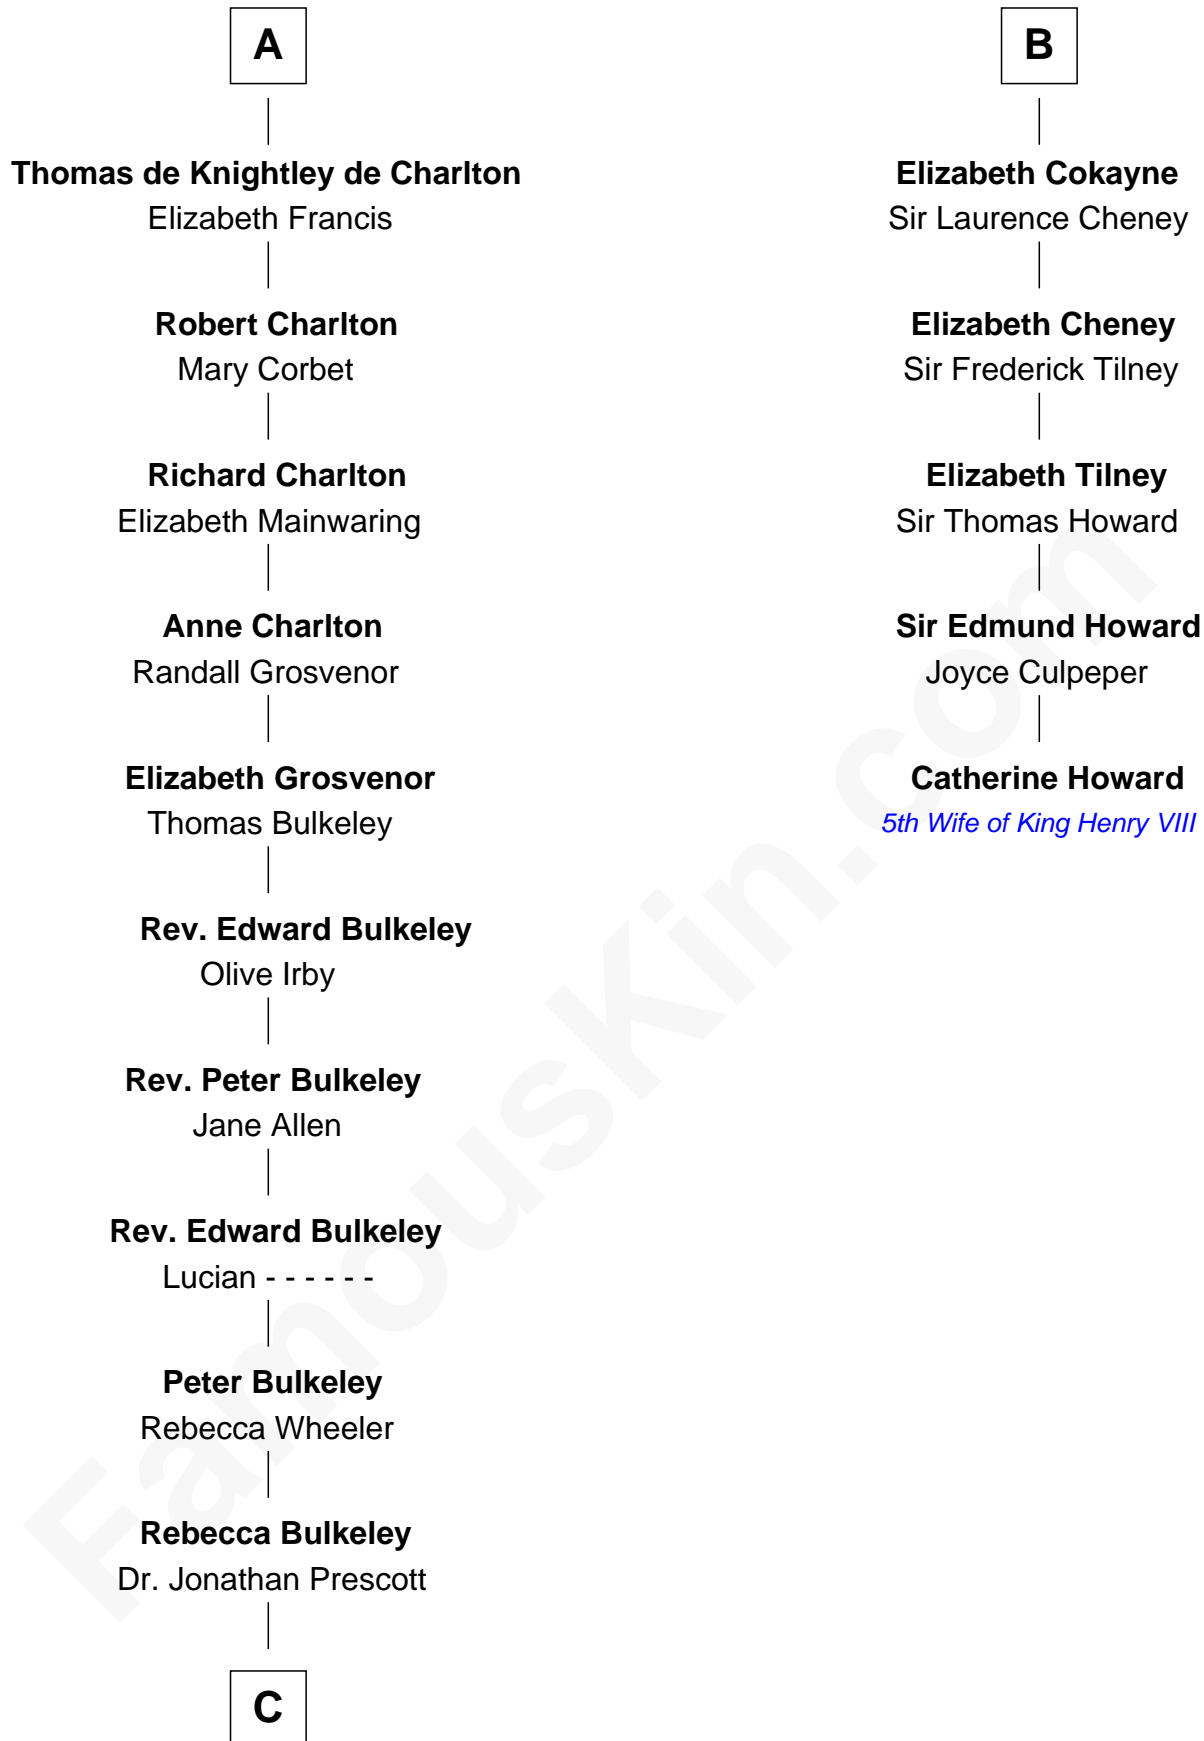 A
Thomas de Knightley de Charlton
Elizabeth Francis
Robert Charlton
Mary Corbet
Richard Charlton
Elizabeth Mainwaring
Anne Charlton
Randall Grosvenor
Elizabeth Grosvenor
Thomas Bulkeley
Rev. Edward Bulkeley
Olive Irby
Rev. Peter Bulkeley
Jane Allen
Rev. Edward Bulkeley
Lucian - - - - - -
Peter Bulkeley
Rebecca Wheeler
Rebecca Bulkeley
Dr. Jonathan Prescott
C
B
Elizabeth Cokayne
Sir Laurence Cheney
Elizabeth Cheney
Sir Frederick Tilney
Elizabeth Tilney
Sir Thomas Howard
Sir Edmund Howard
Joyce Culpeper
Catherine Howard
5th Wife of King Henry VIII
FamousKin.com